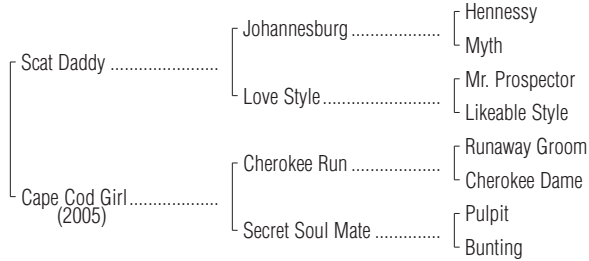 Hennessy
Johannesburg ....................
Myth
Scat Daddy ........................
Mr. Prospector
Love Style..........................
Likeable Style
Runaway Groom
Cherokee Run ....................
Cherokee Dame
Cape Cod Girl....................
(2005)
Pulpit
Secret Soul Mate ...............
Bunting